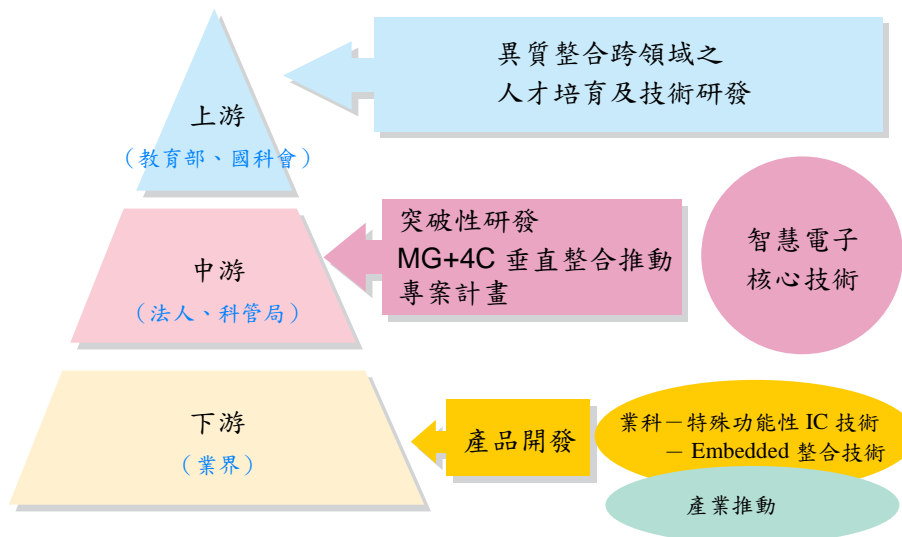 上游
（教育部、國科會）
異質整合跨領域之
人才培育及技術研發
中游
（法人、科管局）
突破性研發
MG+4C 垂直整合推動
專案計畫
智慧電子
核心技術
下游
（業界）
產品開發
業科－特殊功能性 IC 技術
－ Embedded 整合技術
產業推動